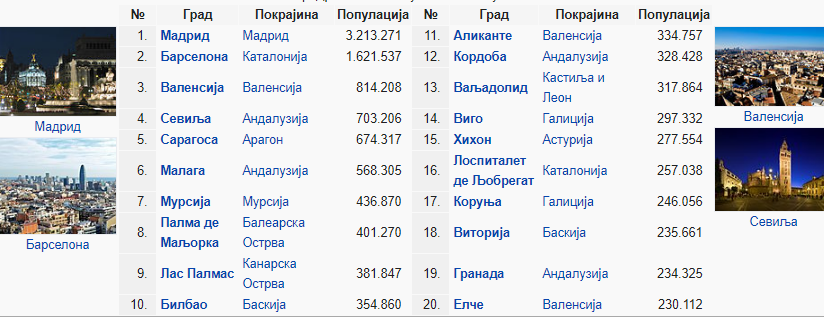 № Град Покрајина Популација № Град Покрајина Популација
1. Мадрид Мадрид 3.213.271 11. Аликанте Валенсија 334.757
2. Барселона Каталонија 1.621.537 12. Кордоба Андалузија 328.428
3. Валенсија Валенсија 814.208 13. Ваљадолид Кастиља и Леон 317.864
4. Севиља Андалузија 703.206 14. Виго Галиција 297.332
5. Сарагоса Арагон 674.317 15. Хихон Астурија 277.554
6. Малага Андалузија 568.305 16. Лоспиталет де Љобрегат Каталонија 257.038
7. Мурсија Мурсија 436.870 17. Коруња Галиција 246.056
8. Палма де Маљорка Балеарска Острва 401.270 18. Виторија Баскија 235.661
9. Лас Палмас Канарска Острва 381.847 19. Гранада Андалузија 234.325
10. Билбао Баскија 354.860 20. Елче Валенсија 230.112
Мадрид
Барселона
Валенсија
Севиља